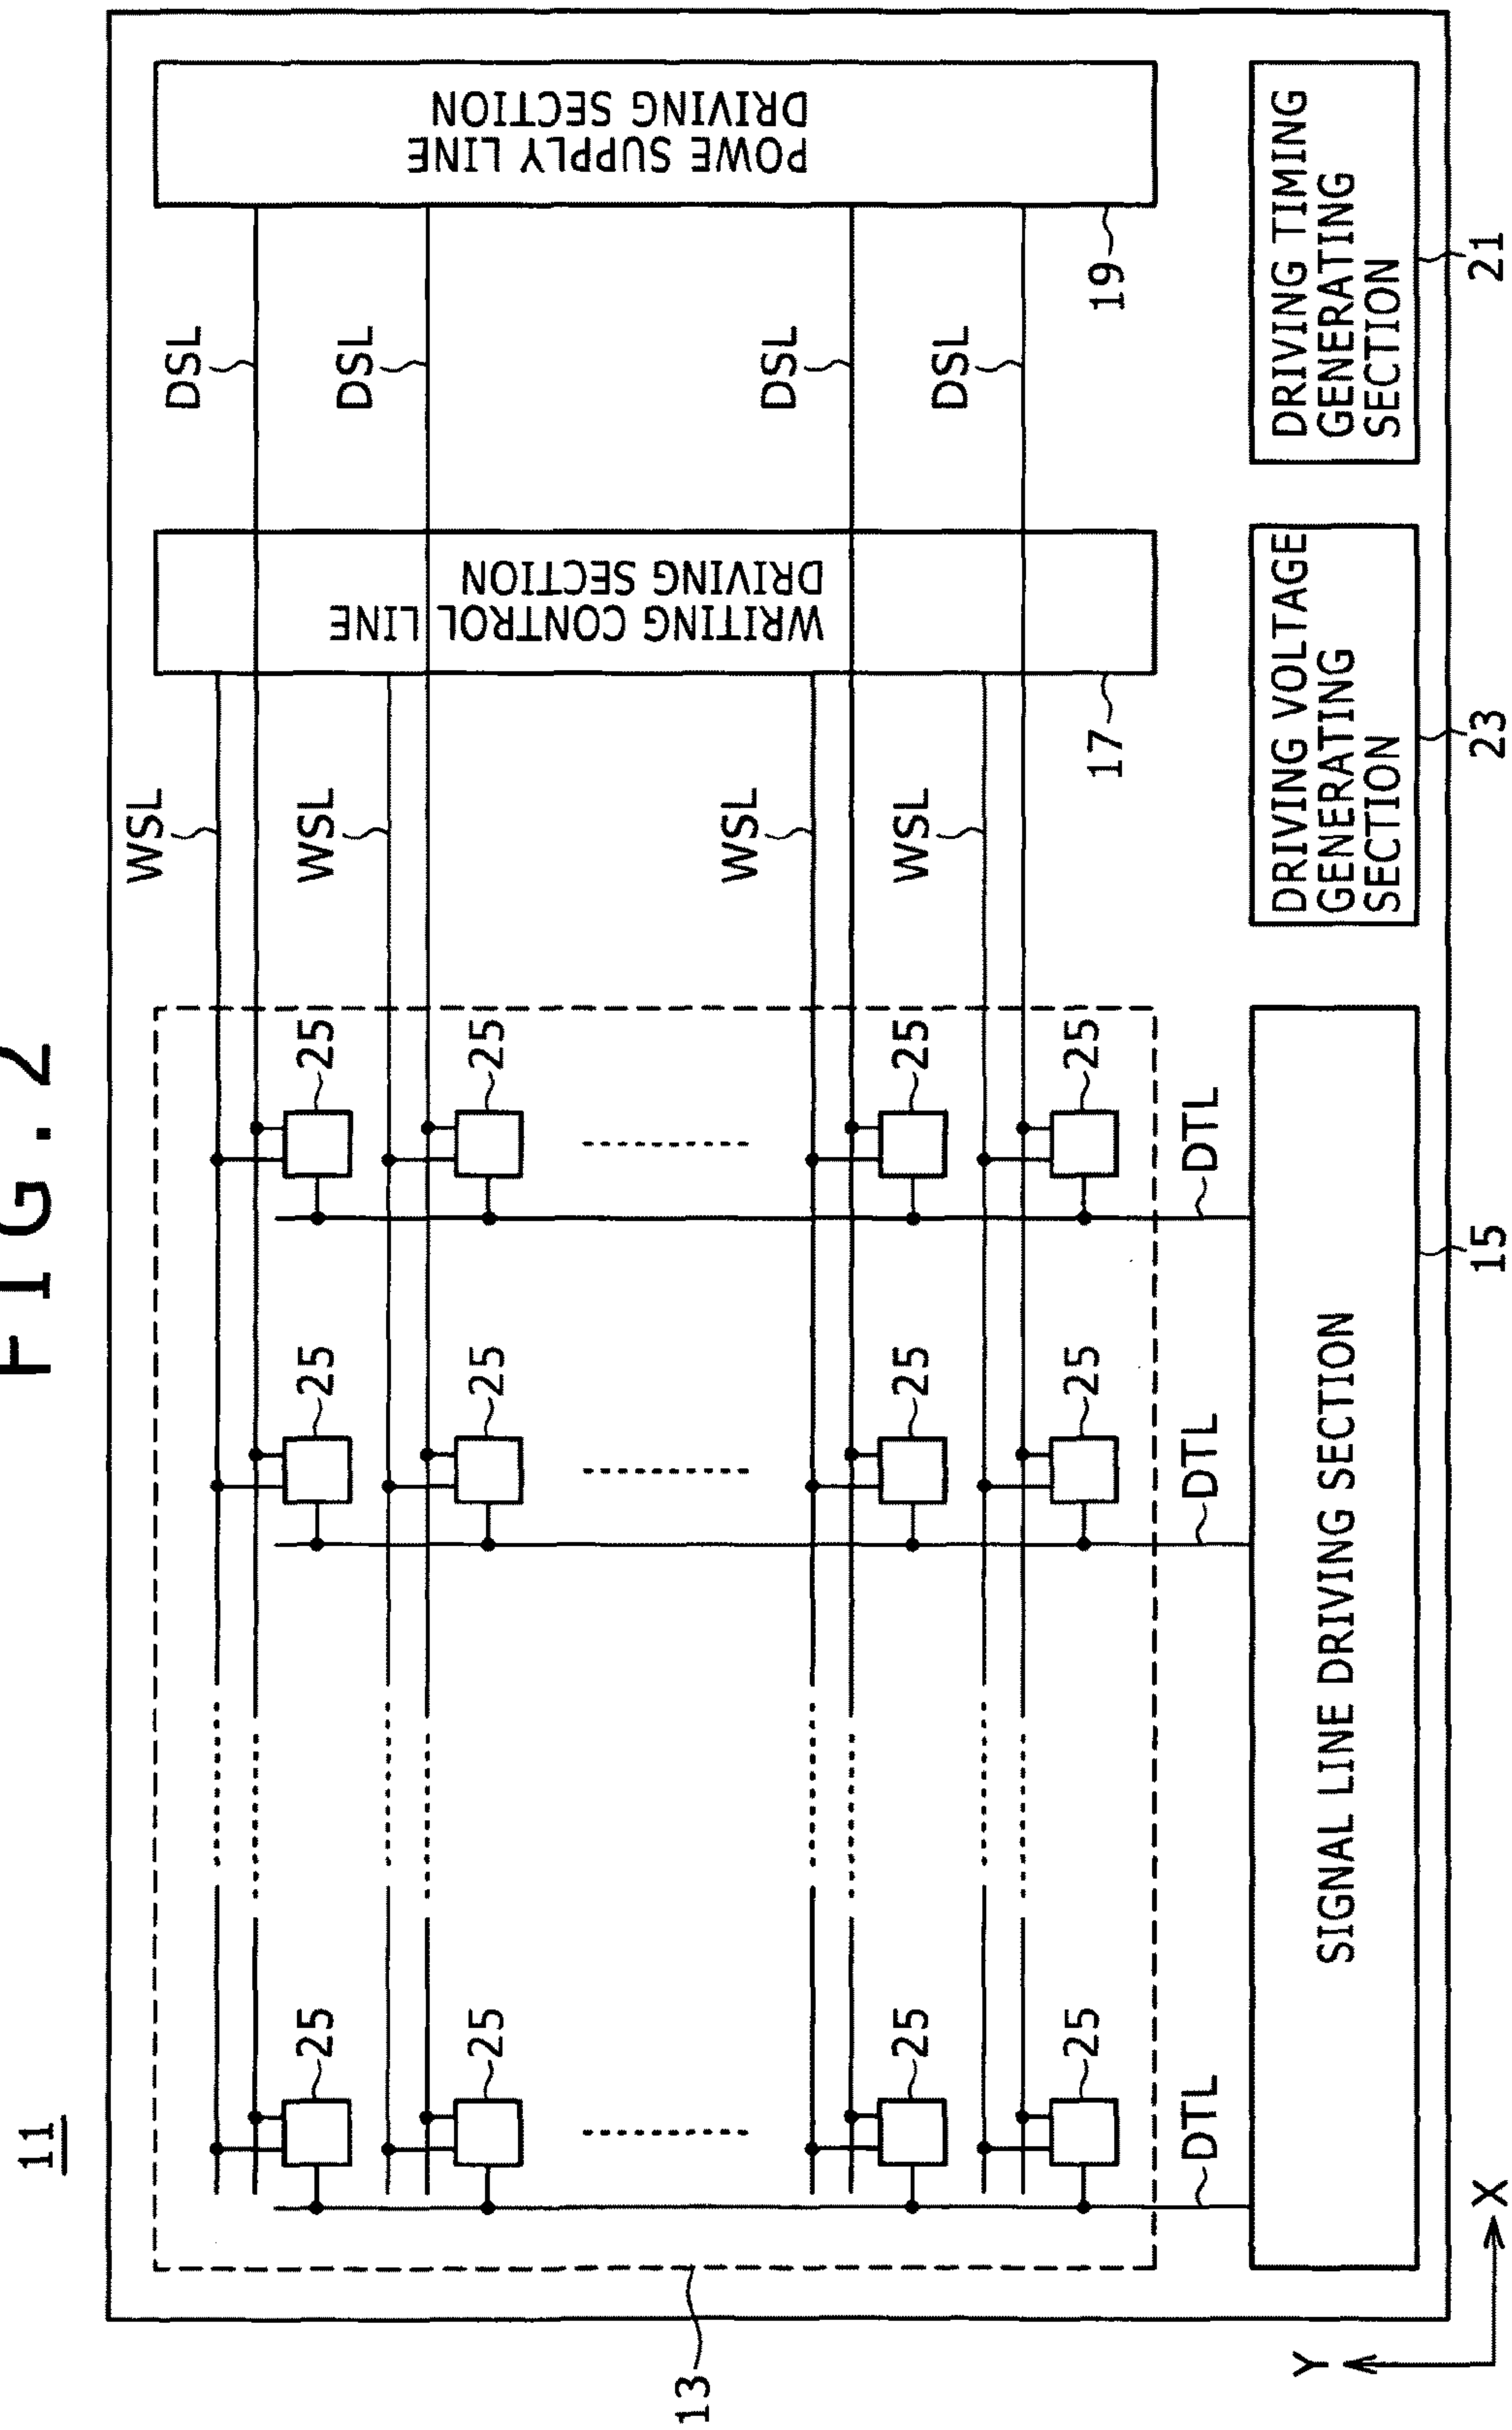 FIG. 2
11
WSL
DSL
25
25
25
WSL
DSL
25
25
25
WRITING CONTROL LINE
DRIVING SECTION
POWE SUPPLY LINE
DRIVING SECTION
13
WSL
DSL
25
25
25
WSL
DSL
25
25
25
17
19
DTL
DTL
DTL
SIGNAL LINE DRIVING SECTION
DRIVING VOLTAGE
GENERATING
SECTION
DRIVING TIMING
GENERATING
SECTION
Y
X
15
23
21